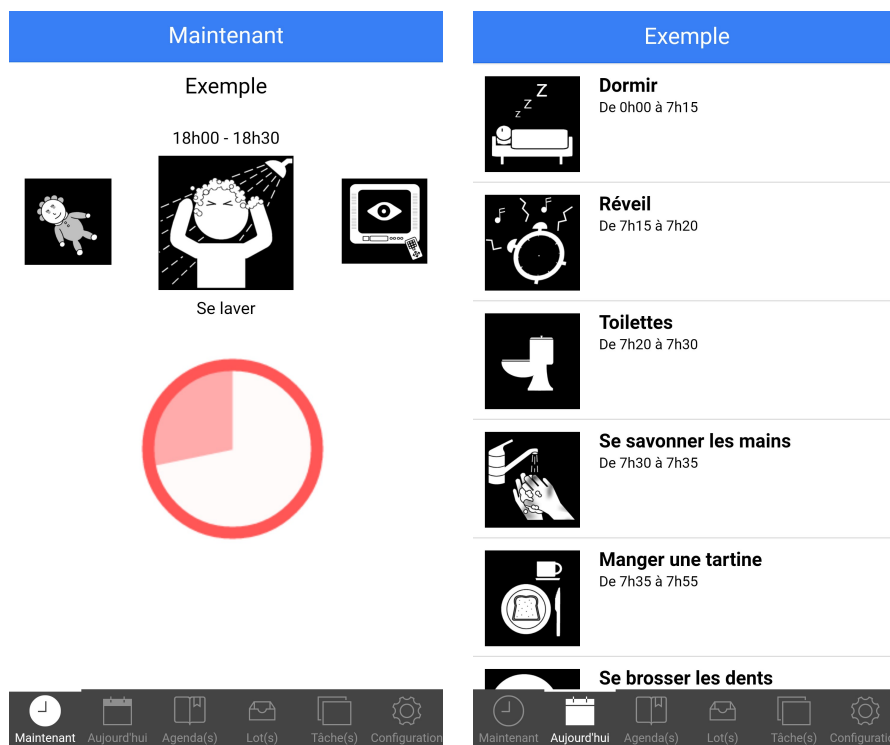 Maintenant
Exemple
18h00 - 18h30
Se laver
Maintenant
Aujourd'hui
Agenda(s)
Lot(s)
Tâche(s)
Configuration
Exemple
Z
Z
Z
Dormir
De 0h00 à 7h15
Réveil
De 7h15 à 7h20
Toilettes
De 7h20 à 7h30
Se savonner les mains
De 7h30 à 7h35
Manger une tartine
De 7h35 à 7h55
Se brosser les dents
Maintenant
Aujourd'hui
Agenda(s)
Lot(s)
Tâche(s)
Configurati